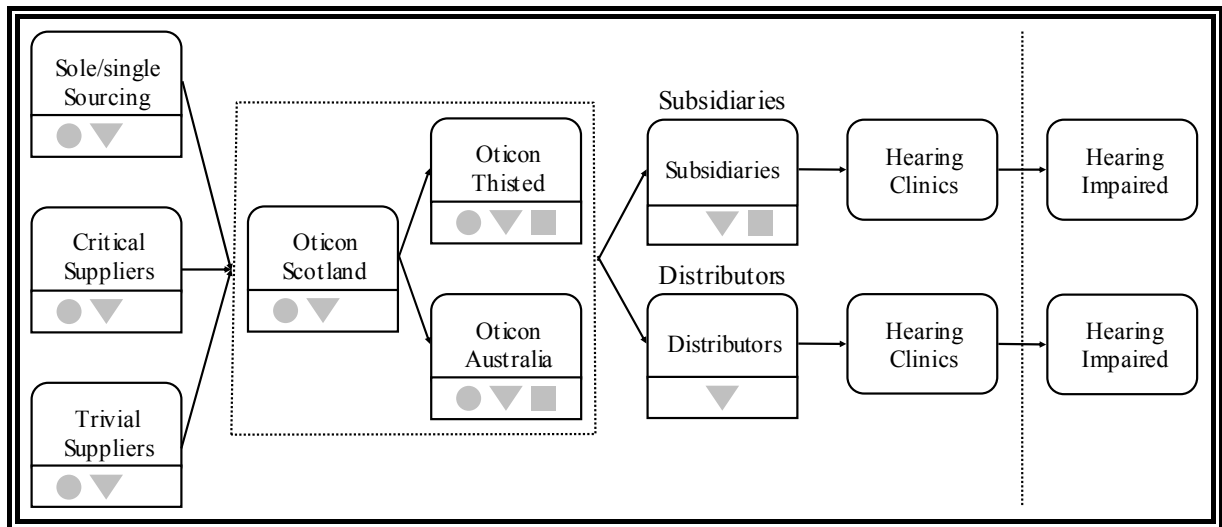 Sole/single
Sourcing
Critical
Suppliers
Trivial
Suppliers
Oticon
Scotland
Oticon
Thisted
Oticon
Australia
Subsidiaries
Subsidiaries
Distributors
Distributors
Hearing
Clinics
Hearing
Clinics
Hearing
Impaired
Hearing
Impaired